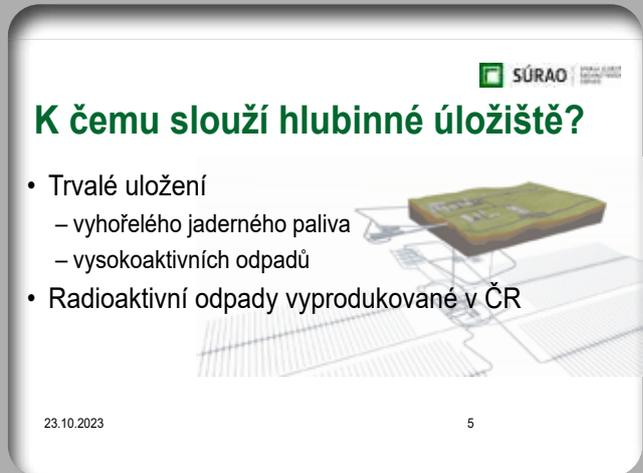 SÚRAO
K čemu slouží hlubinné úložiště?
• Trvalé uložení
– vyhořelého jaderného paliva
– vysokoaktivních odpadů
• Radioaktivní odpady vyprodukované v ČR
23.10.2023
5